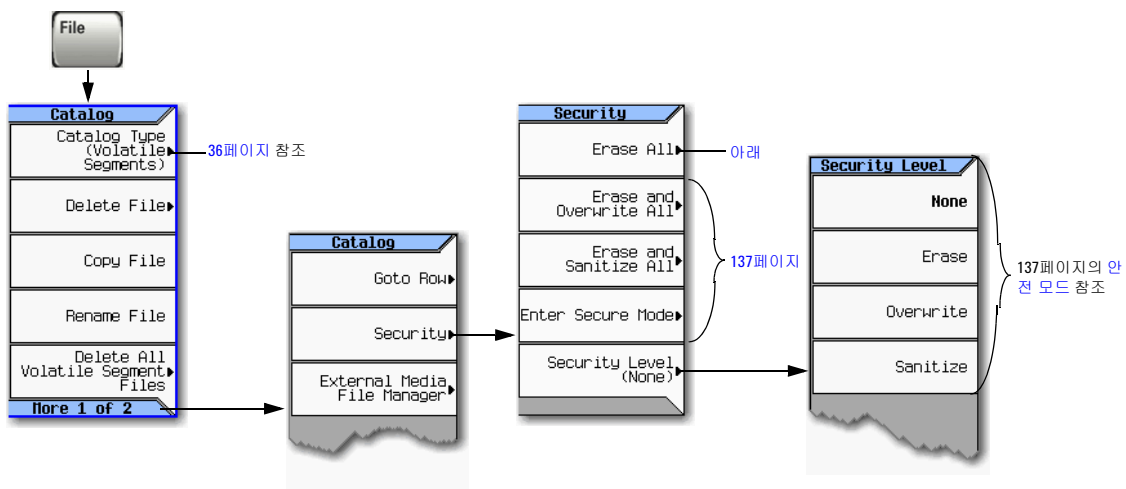 File
Catalog
Catalog Type
(Volatile
Segments)
36페이지 참조
Delete File
Copy File
Rename File
Delete All
Volatile Segment
Files
More 1 of 2
Catalog
Goto Row
Security
External Media
File Manager
Security
Erase All
아래
Erase and
Overwrite All
Erase and
Sanitize All
Enter Secure Mode
137페이지
Security Level
(None)
Security Level
None
Erase
Overwrite
Sanitize
137페이지의 안
전 모드 참조